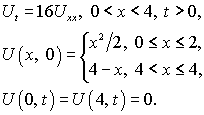 U_t = 16U_xx, 0 < x < 4, t > 0,
U(x, 0) = { x²/2, 0 ≤ x ≤ 2,
4 − x, 4 < x ≤ 4,
U(0, t) = U(4, t) = 0.